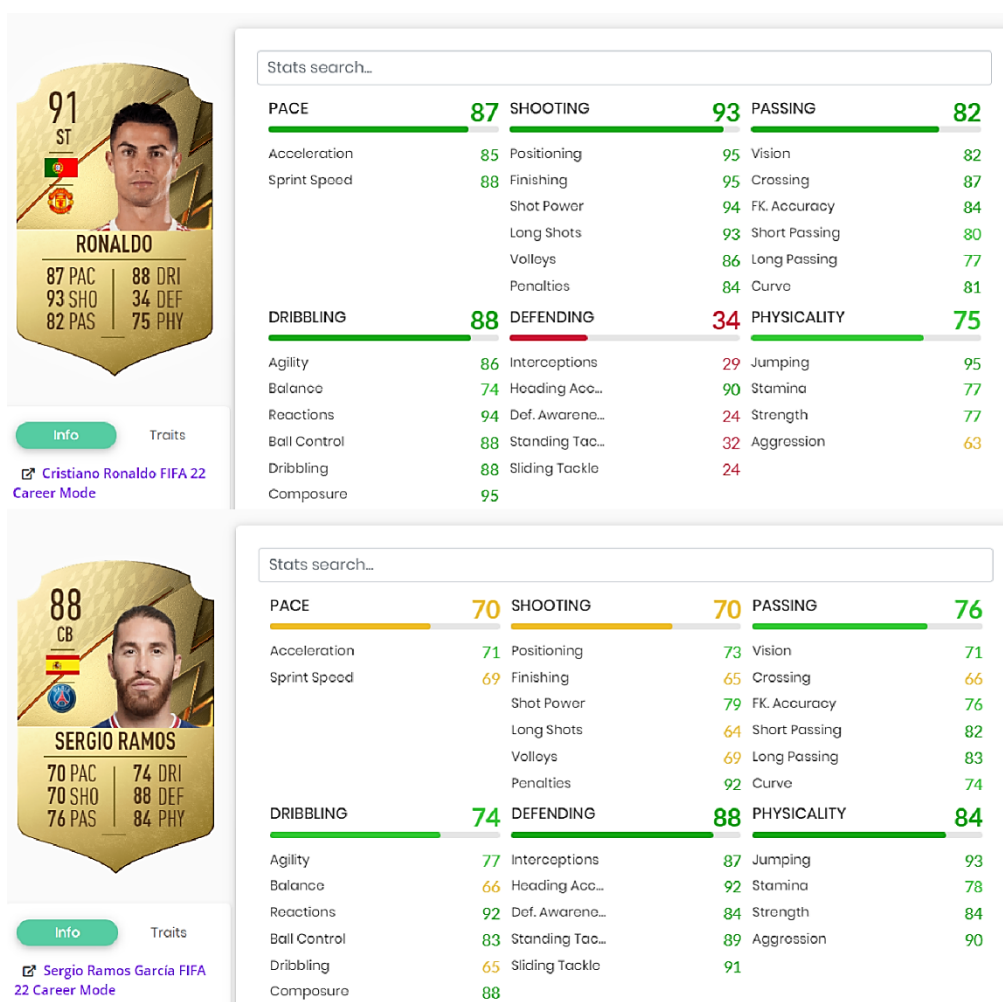 91
ST
RONALDO
87 PAC 88 DRI
93 SHO 34 DEF
82 PAS 75 PHY
Info Traits
Cristiano Ronaldo FIFA 22
Career Mode
Stats search...
PACE 87 SHOOTING 93 PASSING 82
Acceleration 85 Positioning 95 Vision 82
Sprint Speed 88 Finishing 95 Crossing 87
Shot Power 94 FK. Accuracy 84
Long Shots 93 Short Passing 80
Volleys 86 Long Passing 77
Penalties 84 Curve 81
DRIBBLING 88 DEFENDING 34 PHYSICALITY 75
Agility 86 Interceptions 29 Jumping 95
Balance 74 Heading Acc... 90 Stamina 77
Reactions 94 Def. Awarene... 24 Strength 77
Ball Control 88 Standing Tac... 32 Aggression 63
Dribbling 88 Sliding Tackle 24
Composure 95
88
CB
SERGIO RAMOS
70 PAC 74 DRI
70 SHO 88 DEF
76 PAS 84 PHY
Info Traits
Sergio Ramos García FIFA
22 Career Mode
Stats search...
PACE 70 SHOOTING 70 PASSING 76
Acceleration 71 Positioning 73 Vision 71
Sprint Speed 69 Finishing 65 Crossing 66
Shot Power 79 FK. Accuracy 76
Long Shots 64 Short Passing 82
Volleys 69 Long Passing 83
Penalties 92 Curve 74
DRIBBLING 74 DEFENDING 88 PHYSICALITY 84
Agility 77 Interceptions 87 Jumping 93
Balance 66 Heading Acc... 92 Stamina 78
Reactions 92 Def. Awarene... 84 Strength 84
Ball Control 83 Standing Tac... 89 Aggression 90
Dribbling 65 Sliding Tackle 91
Composure 88